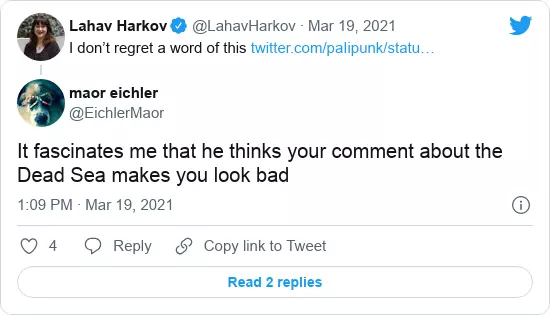 Lahav Harkov @LahavHarkov · Mar 19, 2021
I don't regret a word of this twitter.com/palipunk/statu…
maor eichler
@EichlerMaor
It fascinates me that he thinks your comment about the
Dead Sea makes you look bad
1:09 PM · Mar 19, 2021
4 Reply Copy link to Tweet
Read 2 replies